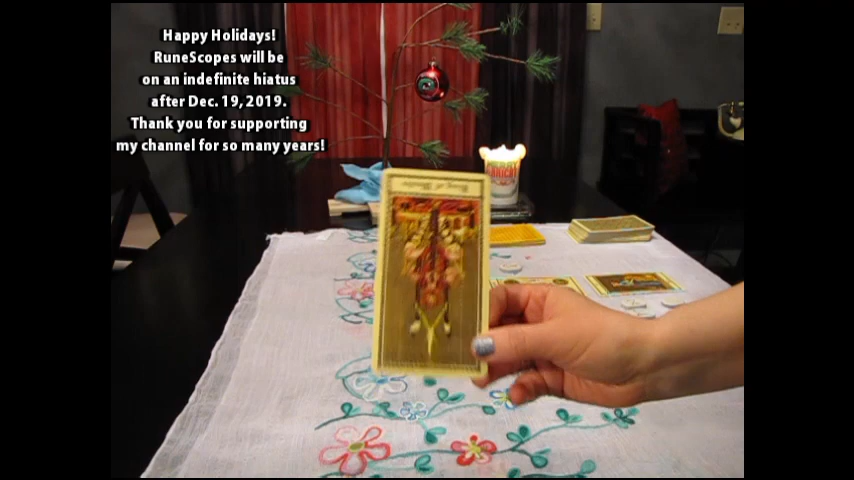 Happy Holidays!
RuneScopes will be
on an indefinite hiatus
after Dec. 19, 2019.
Thank you for supporting
my channel for so many years!
MERRY